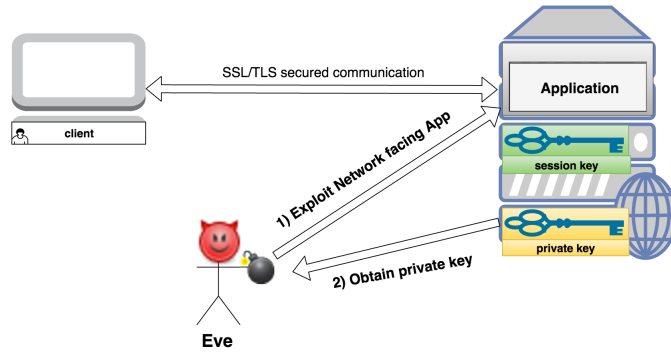 SSL/TLS secured communication
Application
client
1) Exploit Network facing App
session key
private key
2) Obtain private key
Eve